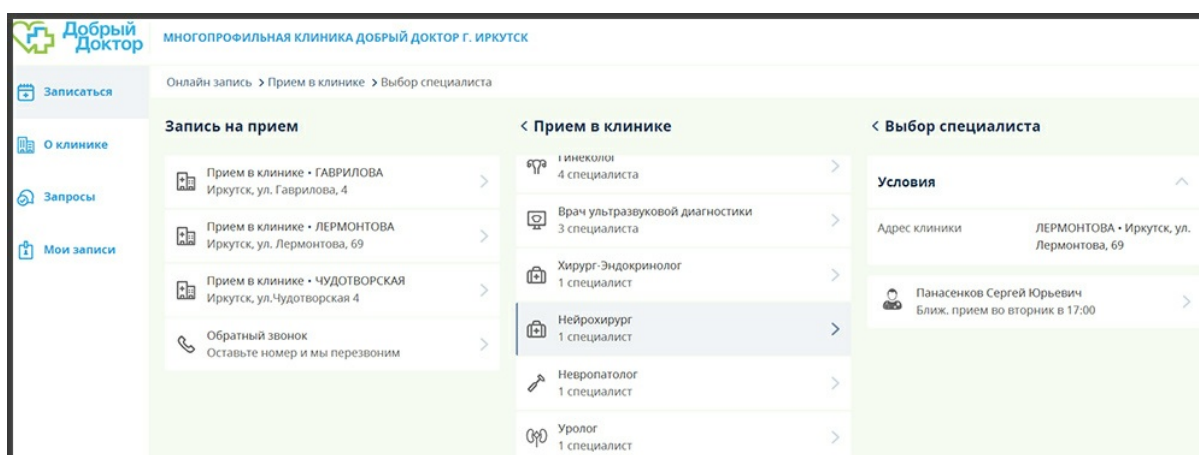 Добрый
Доктор
МНОГОПРОФИЛЬНАЯ КЛИНИКА ДОБРЫЙ ДОКТОР Г. ИРКУТСК
Записаться
О клинике
Запросы
Мои записи
Онлайн запись > Прием в клинике > Выбор специалиста
Запись на прием
Прием в клинике • ГАВРИЛОВА
Иркутск, ул. Гаврилова, 4
Прием в клинике • ЛЕРМОНТОВА
Иркутск, ул. Лермонтова, 69
Прием в клинике • ЧУДОТВОРСКАЯ
Иркутск, ул.Чудотворская 4
Обратный звонок
Оставьте номер и мы перезвоним
< Прием в клинике
Гинеколог
4 специалиста
Врач ультразвуковой диагностики
3 специалиста
Хирург-Эндокринолог
1 специалист
Нейрохирург
1 специалист
Невропатолог
1 специалист
Уролог
1 специалист
< Выбор специалиста
Условия
Адрес клиники
ЛЕРМОНТОВА • Иркутск, ул.
Лермонтова, 69
Панасенков Сергей Юрьевич
Ближ. прием во вторник в 17:00